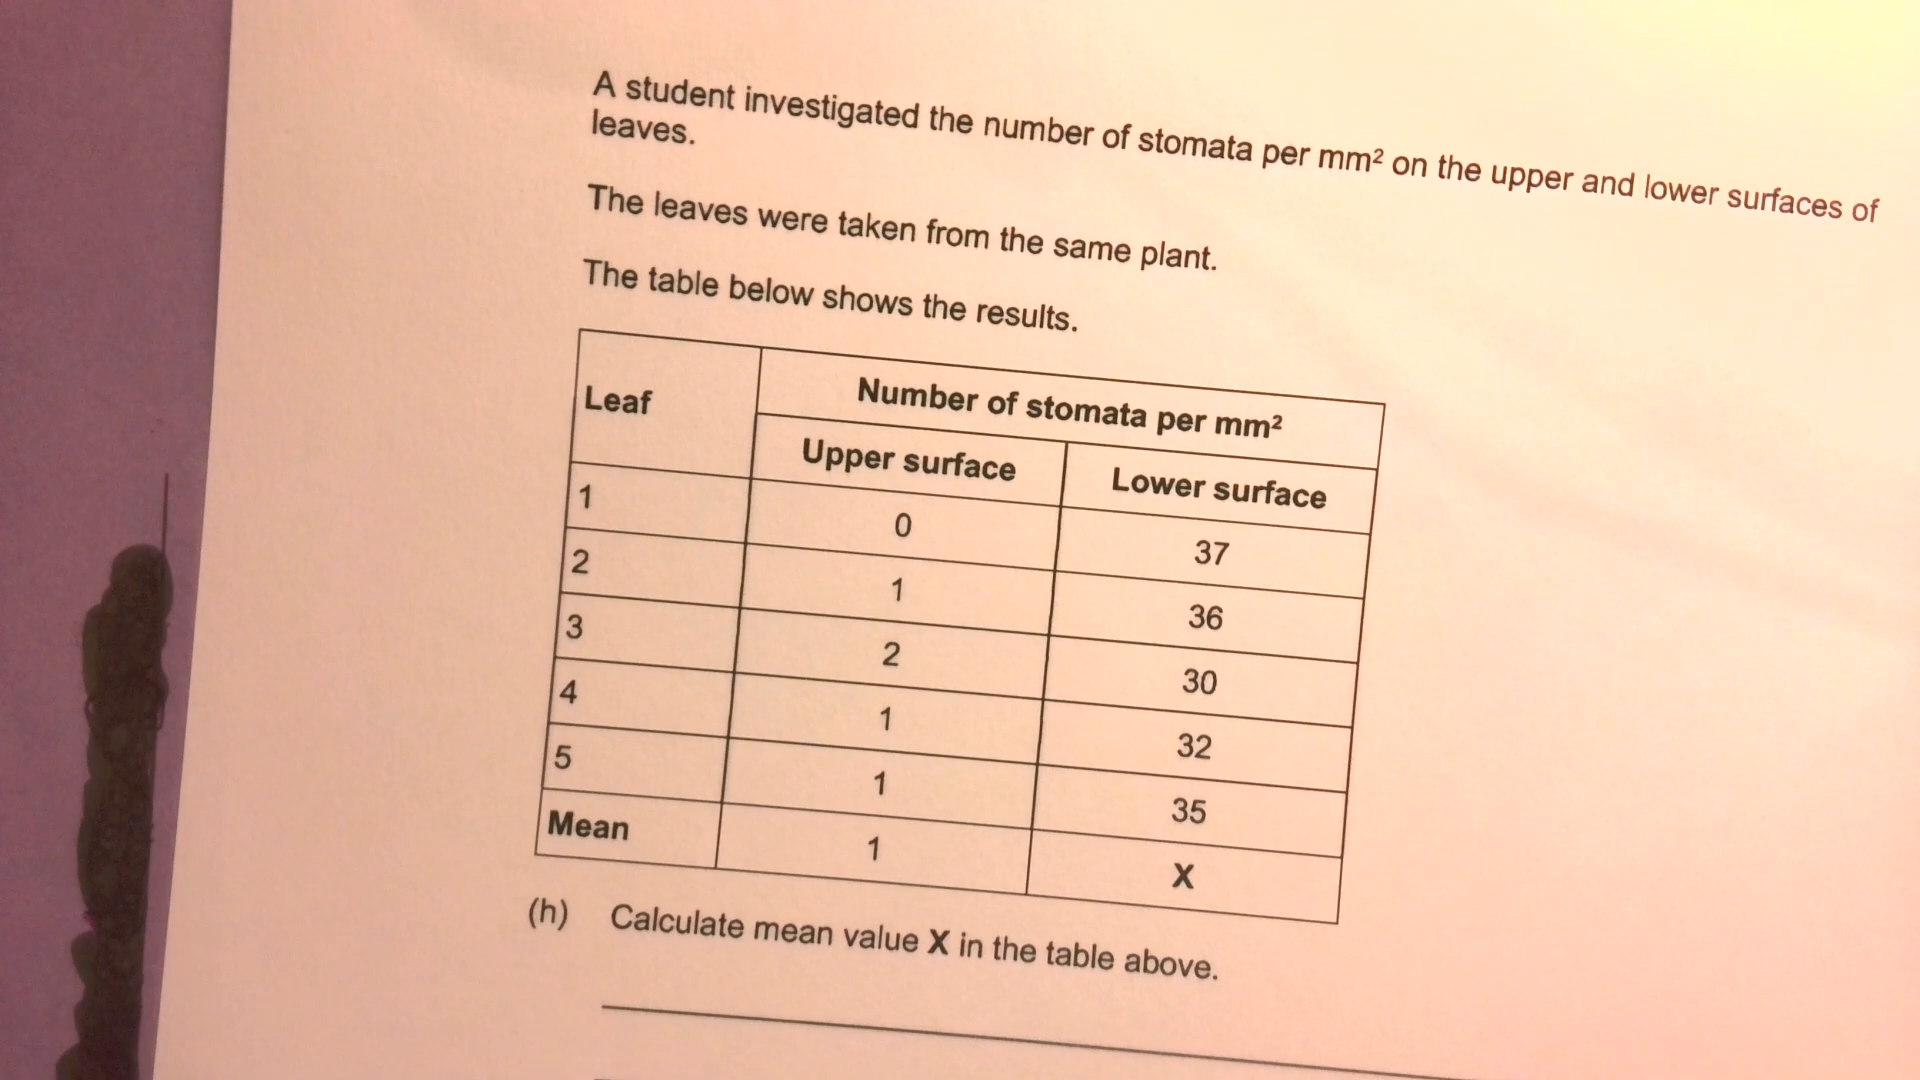 A student investigated the number of stomata per mm² on the upper and lower surfaces of
leaves.
The leaves were taken from the same plant.
The table below shows the results.
Leaf
Number of stomata per mm²
Upper surface Lower surface
1 0 37
2 1 36
3 2 30
4 1 32
5 1 35
Mean 1 X
(h) Calculate mean value X in the table above.